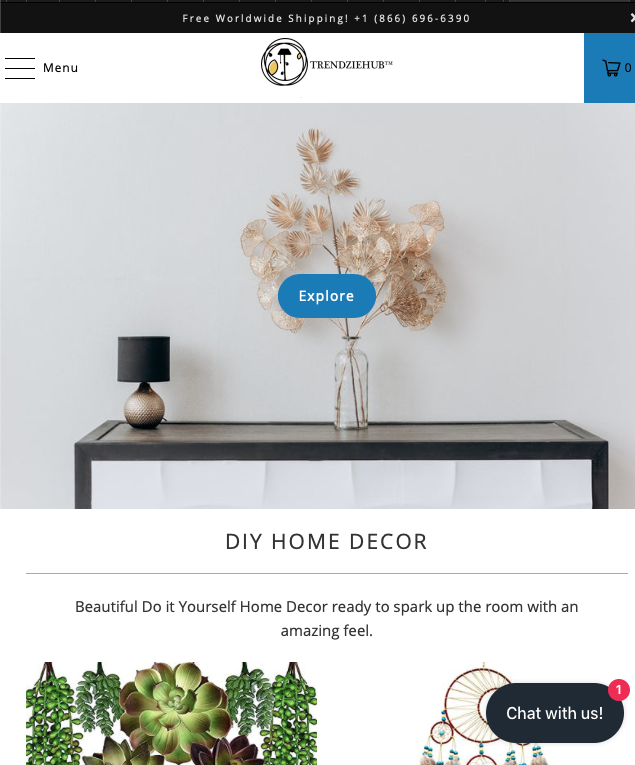 Free Worldwide Shipping! +1 (866) 696-6390
Menu
TRENDZIEHUB™
0
Explore
DIY HOME DECOR
Beautiful Do it Yourself Home Decor ready to spark up the room with an
amazing feel.
1
Chat with us!